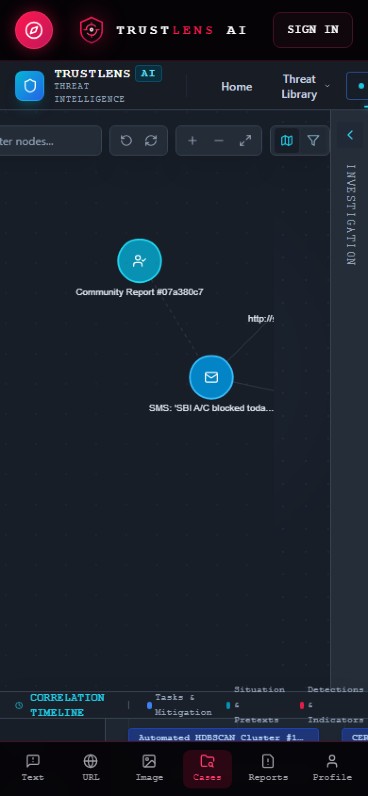 TRUSTLENS AI
SIGN IN
TRUSTLENS AI
THREAT
INTELLIGENCE
Home
Threat
Library
ter nodes...
INVESTIGATION
Community Report #07a380c7
http://
SMS: 'SBI A/C blocked toda...
CORRELATION
TIMELINE
Tasks &
Mitigation
Situation
&
Pretexts
Detections
&
Indicators
Automated HDBSCAN Cluster #1...
CER
Text
URL
Image
Cases
Reports
Profile